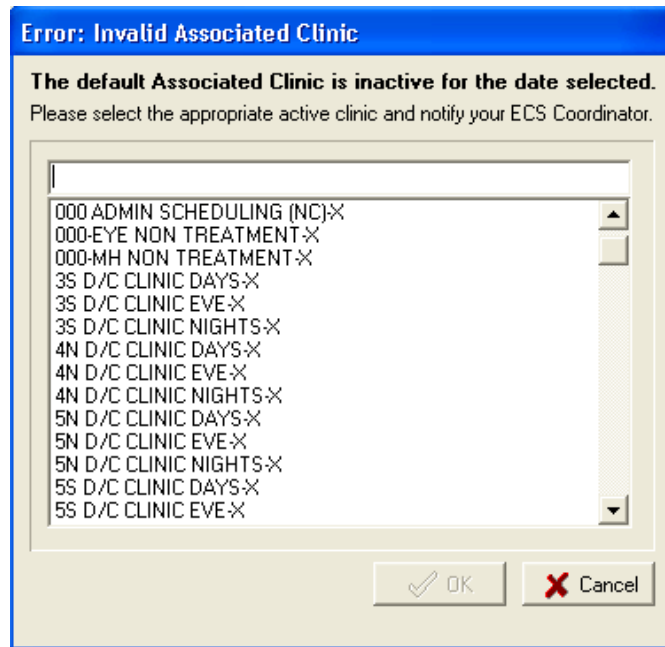 Error: Invalid Associated Clinic
The default Associated Clinic is inactive for the date selected.
Please select the appropriate active clinic and notify your ECS Coordinator.
000 ADMIN SCHEDULING (NC)-X
000-EYE NON TREATMENT-X
000-MH NON TREATMENT-X
3S D/C CLINIC DAYS-X
3S D/C CLINIC EVE-X
3S D/C CLINIC NIGHTS-X
4N D/C CLINIC DAYS-X
4N D/C CLINIC EVE-X
4N D/C CLINIC NIGHTS-X
5N D/C CLINIC DAYS-X
5N D/C CLINIC EVE-X
5N D/C CLINIC NIGHTS-X
5S D/C CLINIC DAYS-X
5S D/C CLINIC EVE-X
OK Cancel